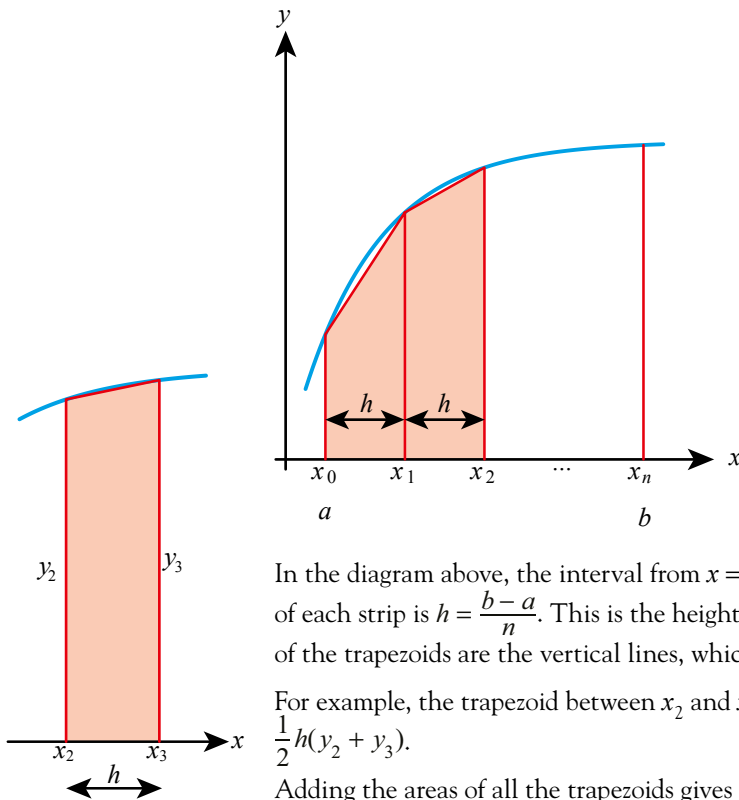 y
h h
x
x₀ x₁ x₂ ... xₙ
a b
y₂ y₃
x₂ x₃ x
h
In the diagram above, the interval from x =
of each strip is h = (b − a)/n. This is the height
of the trapezoids are the vertical lines, whic
For example, the trapezoid between x₂ and
1/2 h(y₂ + y₃).
Adding the areas of all the trapezoids gives